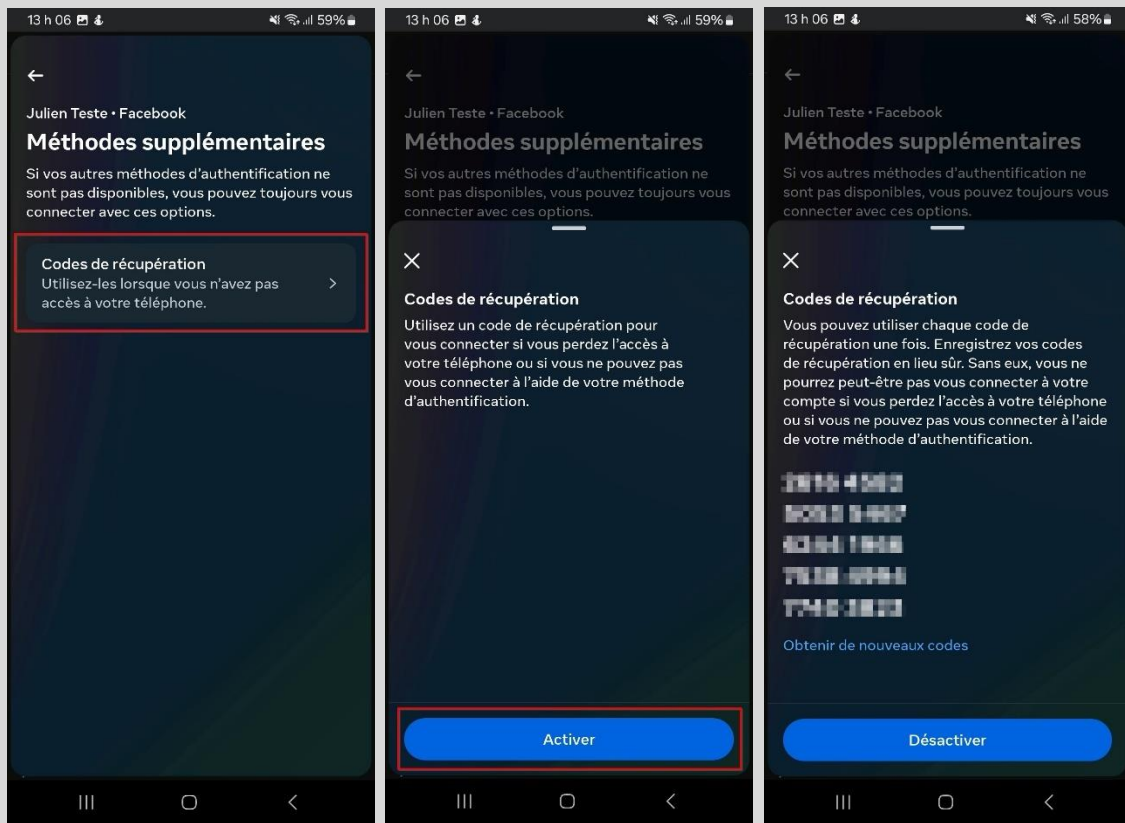 13 h 06
59%
Julien Teste • Facebook
Méthodes supplémentaires
Si vos autres méthodes d'authentification ne
sont pas disponibles, vous pouvez toujours vous
connecter avec ces options.
Codes de récupération
Utilisez-les lorsque vous n'avez pas
accès à votre téléphone.
13 h 06
59%
Julien Teste • Facebook
Méthodes supplémentaires
Si vos autres méthodes d'authentification ne
sont pas disponibles, vous pouvez toujours vous
connecter avec ces options.
Codes de récupération
Utilisez un code de récupération pour
vous connecter si vous perdez l'accès à
votre téléphone ou si vous ne pouvez pas
vous connecter à l'aide de votre méthode
d'authentification.
Activer
13 h 06
58%
Julien Teste • Facebook
Méthodes supplémentaires
Si vos autres méthodes d'authentification ne
sont pas disponibles, vous pouvez toujours vous
connecter avec ces options.
Codes de récupération
Vous pouvez utiliser chaque code de
récupération une fois. Enregistrez vos codes
de récupération en lieu sûr. Sans eux, vous ne
pourrez peut-être pas vous connecter à votre
compte si vous perdez l'accès à votre téléphone
ou si vous ne pouvez pas vous connecter à l'aide
de votre méthode d'authentification.
Obtenir de nouveaux codes
Désactiver